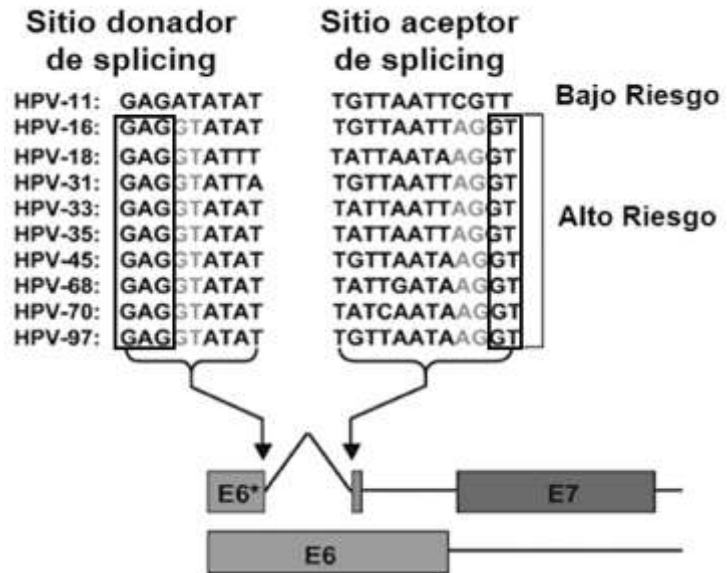 Sitio donador
de splicing
Sitio aceptor
de splicing
HPV-11: GAGATATAT TGTTAATTCGTT Bajo Riesgo
HPV-16: GAGGTATAT TGTTAATTAGGT
HPV-18: GAGGTATTT TATTAATAAGGT
HPV-31: GAGGTATTA TGTTAATTAGGT
HPV-33: GAGGTATAT TATTAATTAGGT
HPV-35: GAGGTATAT TATTAATTAGGT
HPV-45: GAGGTATAT TGTTAATAAGGT
HPV-68: GAGGTATAT TATTGATAAGGT
HPV-70: GAGGTATAT TATCAATAAGGT
HPV-97: GAGGTATAT TGTTAATAAGGT
Alto Riesgo
E6* E7
E6